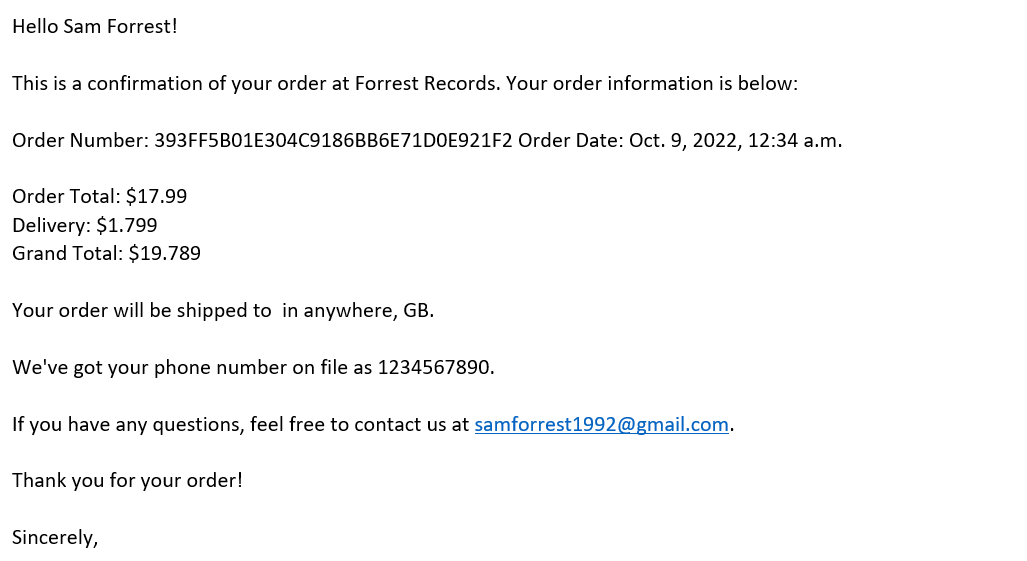 Hello Sam Forrest!
This is a confirmation of your order at Forrest Records. Your order information is below:
Order Number: 393FF5B01E304C9186BB6E71D0E921F2 Order Date: Oct. 9, 2022, 12:34 a.m.
Order Total: $17.99
Delivery: $1.799
Grand Total: $19.789
Your order will be shipped to  in anywhere, GB.
We've got your phone number on file as 1234567890.
If you have any questions, feel free to contact us at samforrest1992@gmail.com.
Thank you for your order!
Sincerely,